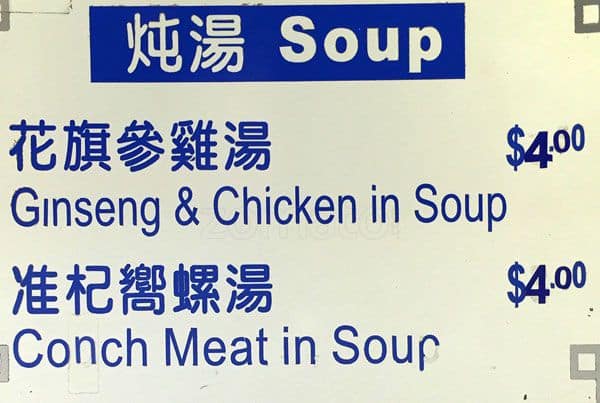 炖湯 Soup
花旗參雞湯 $4.00
Ginseng & Chicken in Soup
准杞嚮螺湯 $4.00
Conch Meat in Soup